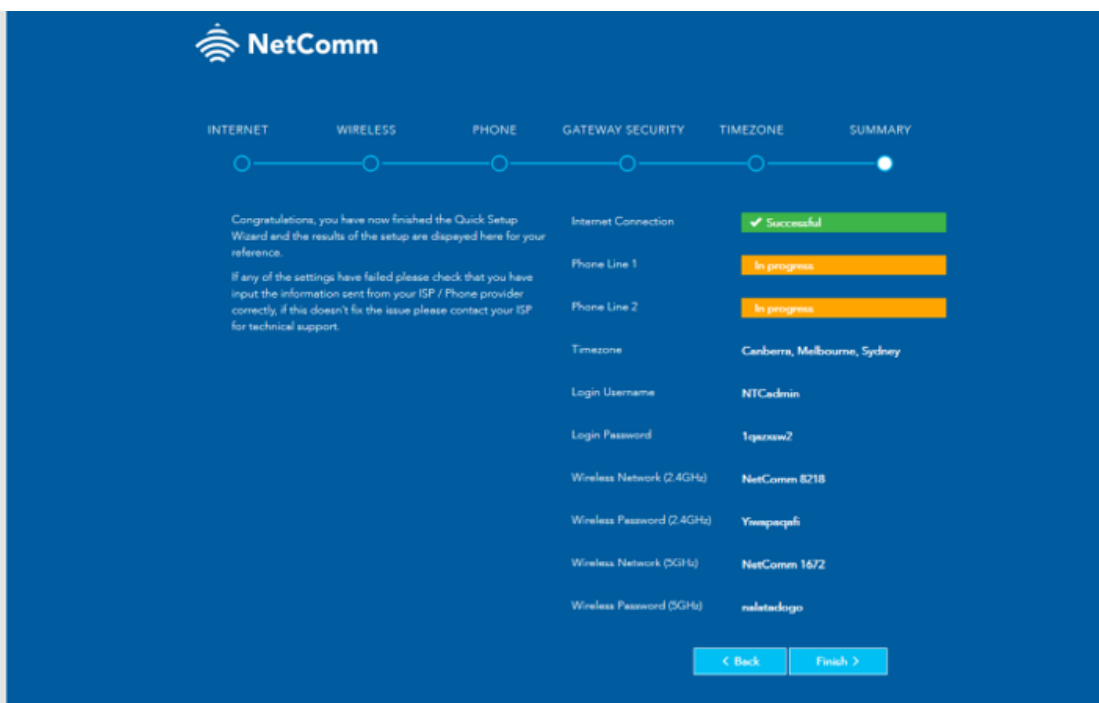 NetComm
INTERNET WIRELESS PHONE GATEWAY SECURITY TIMEZONE SUMMARY
Congratulations, you have now finished the Quick Setup
Wizard and the results of the setup are dispayed here for your
reference.
If any of the settings have failed please check that you have
input the information sent from your ISP / Phone provider
correctly, if this doesn't fix the issue please contact your ISP
for technical support.
Internet Connection Successful
Phone Line 1 In progress
Phone Line 2 In progress
Timezone Canberra, Melbourne, Sydney
Login Username NTCadmin
Login Password 1qazxsw2
Wireless Network (2.4GHz) NetComm 8218
Wireless Password (2.4GHz) Yiwapaqafi
Wireless Network (5GHz) NetComm 1672
Wireless Password (5GHz) nalatadogo
< Back Finish >